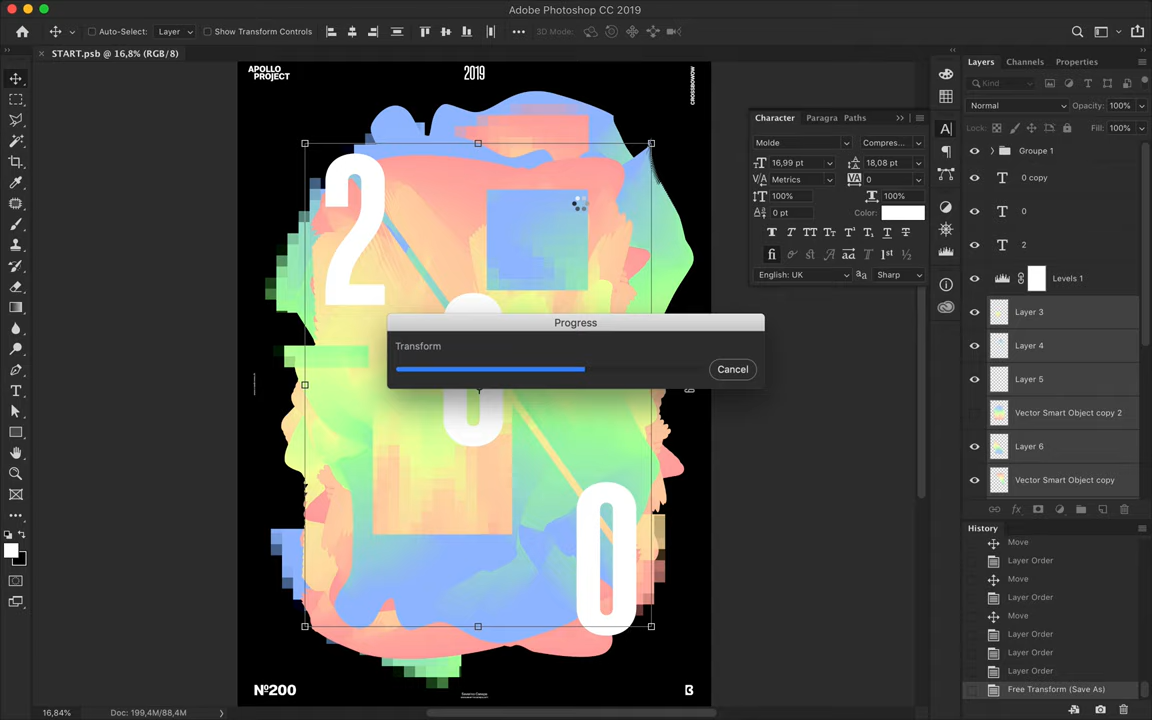 Adobe Photoshop CC 2019
Auto-Select:
Layer
Show Transform Controls
3D Mode:
START.psb @ 16,8% (RGB/8)
APOLLO
PROJECT
2019
CROSSBOWOW
2
0
0
Nº200
B
Progress
Transform
Cancel
Character
Paragra
Paths
Molde
Compres...
16,99 pt
18,08 pt
Metrics
0
100%
100%
0 pt
Color:
English: UK
Sharp
Layers
Channels
Properties
Kind
Normal
Opacity: 100%
Lock:
Fill: 100%
Groupe 1
0 copy
0
2
Levels 1
Layer 3
Layer 4
Layer 5
Vector Smart Object copy 2
Layer 6
Vector Smart Object copy
History
Move
Layer Order
Move
Layer Order
Move
Layer Order
Layer Order
Layer Order
Free Transform (Save As)
16,84%
Doc: 199,4M/88,4M